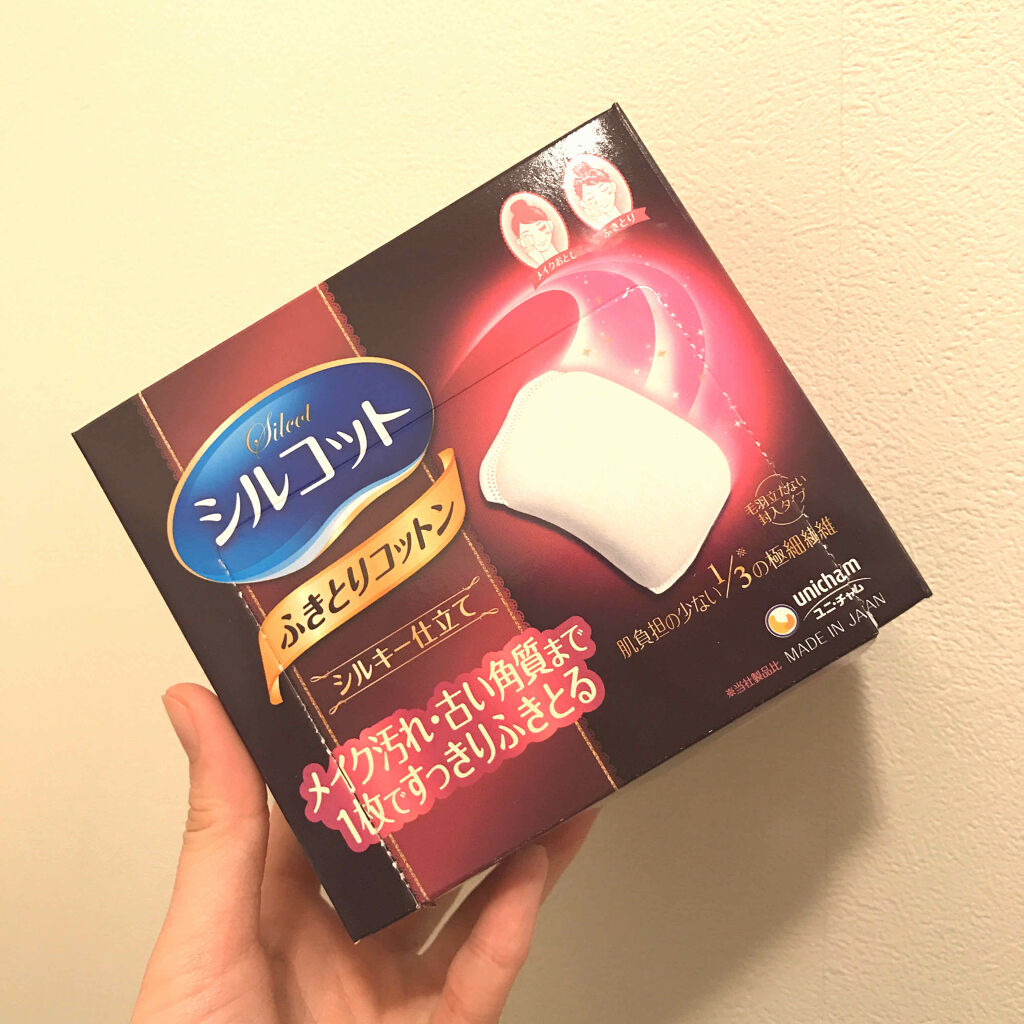 メイクおとし
ふきとり
Silcot
シルコット
ふきとりコットン
シルキー仕立て
メイク汚れ・古い角質まで
1枚ですっきりふきとる
毛羽立たない
封入タイプ
肌負担の少ない1/3※の極細繊維
unicharm
ユニ・チャーム
MADE IN JAPAN
※当社製品比